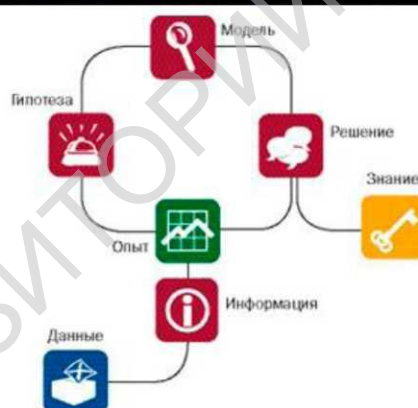 Модель
Гипотеза
Решение
Знание
Опыт
Информация
Данные